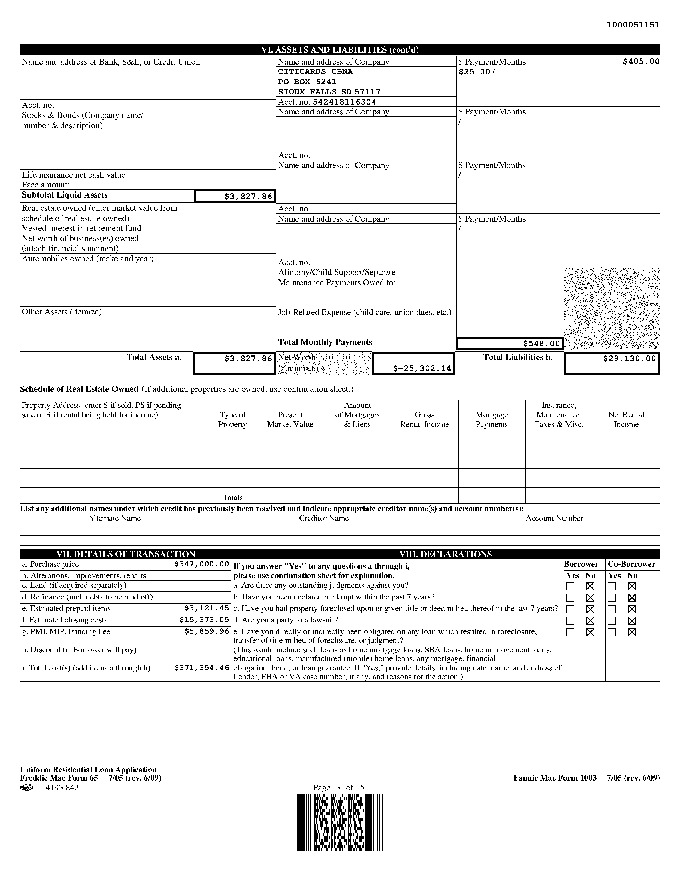 1000051151
VI. ASSETS AND LIABILITIES (cont'd)
Name and address of Bank, S&L, or Credit Union
Name and address of Company
$ Payment/Months
$405.00
CITICARDS CBNA
$25.00/
PO BOX 6241
SIOUX FALLS SD 57117
Acct. no.
Acct. no. 542418116304
Stocks & Bonds (Company name/
number & description)
Name and address of Company
$ Payment/Months
/
Acct. no.
Name and address of Company
$ Payment/Months
/
Life insurance net cash value
Face amount
Subtotal Liquid Assets
$3,827.86
Real estate owned (enter market value from
schedule of real estate owned)
Acct. no.
Name and address of Company
$ Payment/Months
/
Vested interest in retirement fund
Net worth of business(es) owned
(attach financial statement)
Automobiles owned (make and year)
Acct. no.
Alimony/Child Support/Separate
Maintenance Payments Owed to:
Other Assets (itemize)
Job-Related Expense (child care, union dues, etc.)
Total Monthly Payments
$548.00
Total Assets a.
$3,827.86
Net Worth
$-25,302.14
Total Liabilities b.
$29,130.00
Schedule of Real Estate Owned (If additional properties are owned, use continuation sheet.)
Property Address (enter S if sold, PS if pending
sale or R if rental being held for income)
Type of
Property
Present
Market Value
Amount
of Mortgages
& Liens
Gross
Rental Income
Mortgage
Payments
Insurance,
Maintenance,
Taxes & Misc.
Net Rental
Income
Totals
List any additional names under which credit has previously been received and indicate appropriate creditor name(s) and account number(s):
Alternate Name
Creditor Name
Account Number
VII. DETAILS OF TRANSACTION
VIII. DECLARATIONS
a. Purchase price
$347,000.00
If you answer "Yes" to any questions a through i,
please use continuation sheet for explanation.
Borrower
Co-Borrower
Yes No
Yes No
b. Alterations, improvements, repairs
c. Land (if acquired separately)
a. Are there any outstanding judgments against you?
d. Refinance (incl. debts to be paid off)
b. Have you been declared bankrupt within the past 7 years?
e. Estimated prepaid items
$3,121.45
c. Have you had property foreclosed upon or given title or deed in lieu thereof in the last 7 years?
f. Estimated closing costs
$15,373.05
d. Are you a party to a lawsuit?
g. PMI, MIP, Funding Fee
$5,859.96
e. Have you directly or indirectly been obligated on any loan which resulted in foreclosure,
transfer of title in lieu of foreclosure, or judgment?
h. Discount (if Borrower will pay)
(This would include such loans as home mortgage loans, SBA loans, home improvement loans,
educational loans, manufactured (mobile) home loans, any mortgage, financial
i. Total costs (add items a through h)
$371,354.46
obligation, bond, or loan guarantee. If "Yes," provide details, including date, name, and address of
Lender, FHA or VA case number, if any, and reasons for the action.)
Uniform Residential Loan Application
Freddie Mac Form 65 7/05 (rev. 6/09)
Fannie Mae Form 1003 7/05 (rev. 6/09)